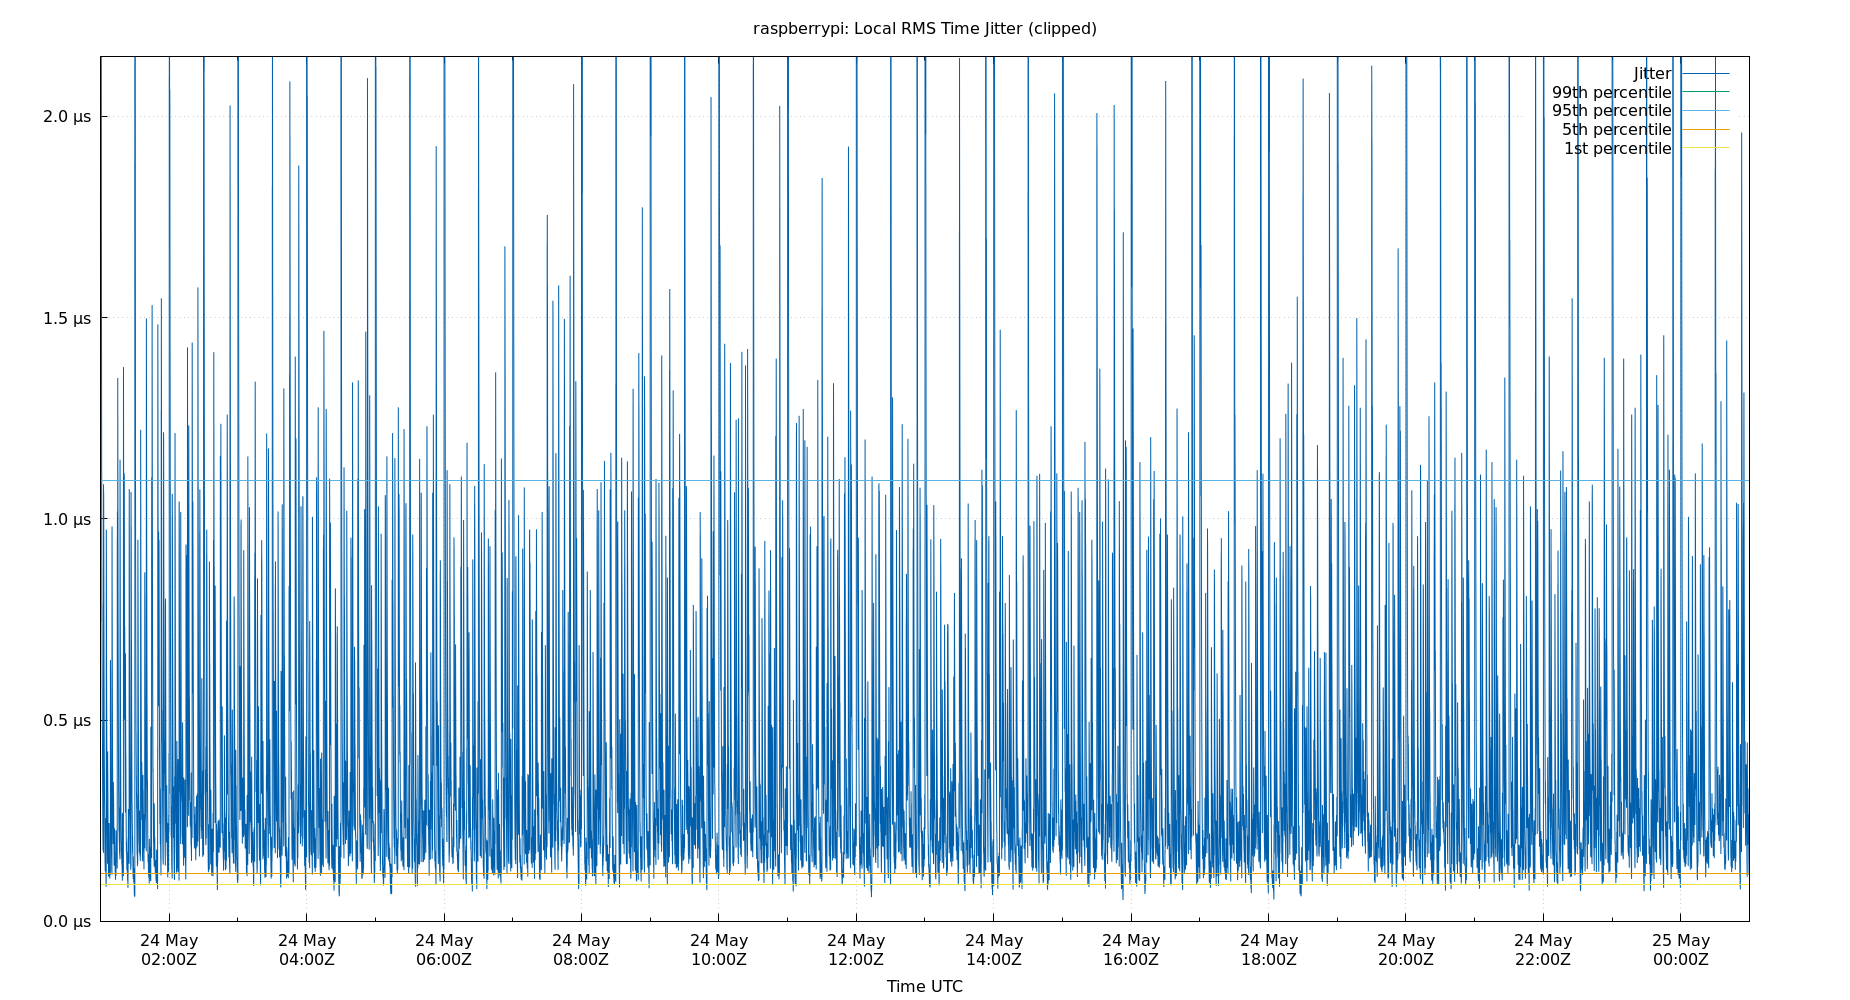 raspberrypi: Local RMS Time Jitter (clipped)
Jitter
99th percentile
95th percentile
5th percentile
1st percentile
2.0 µs
1.5 µs
1.0 µs
0.5 µs
0.0 µs
24 May 24 May 24 May 24 May 24 May 24 May 24 May 24 May 24 May 24 May 24 May 25 May
02:00Z 04:00Z 06:00Z 08:00Z 10:00Z 12:00Z 14:00Z 16:00Z 18:00Z 20:00Z 22:00Z 00:00Z
Time UTC